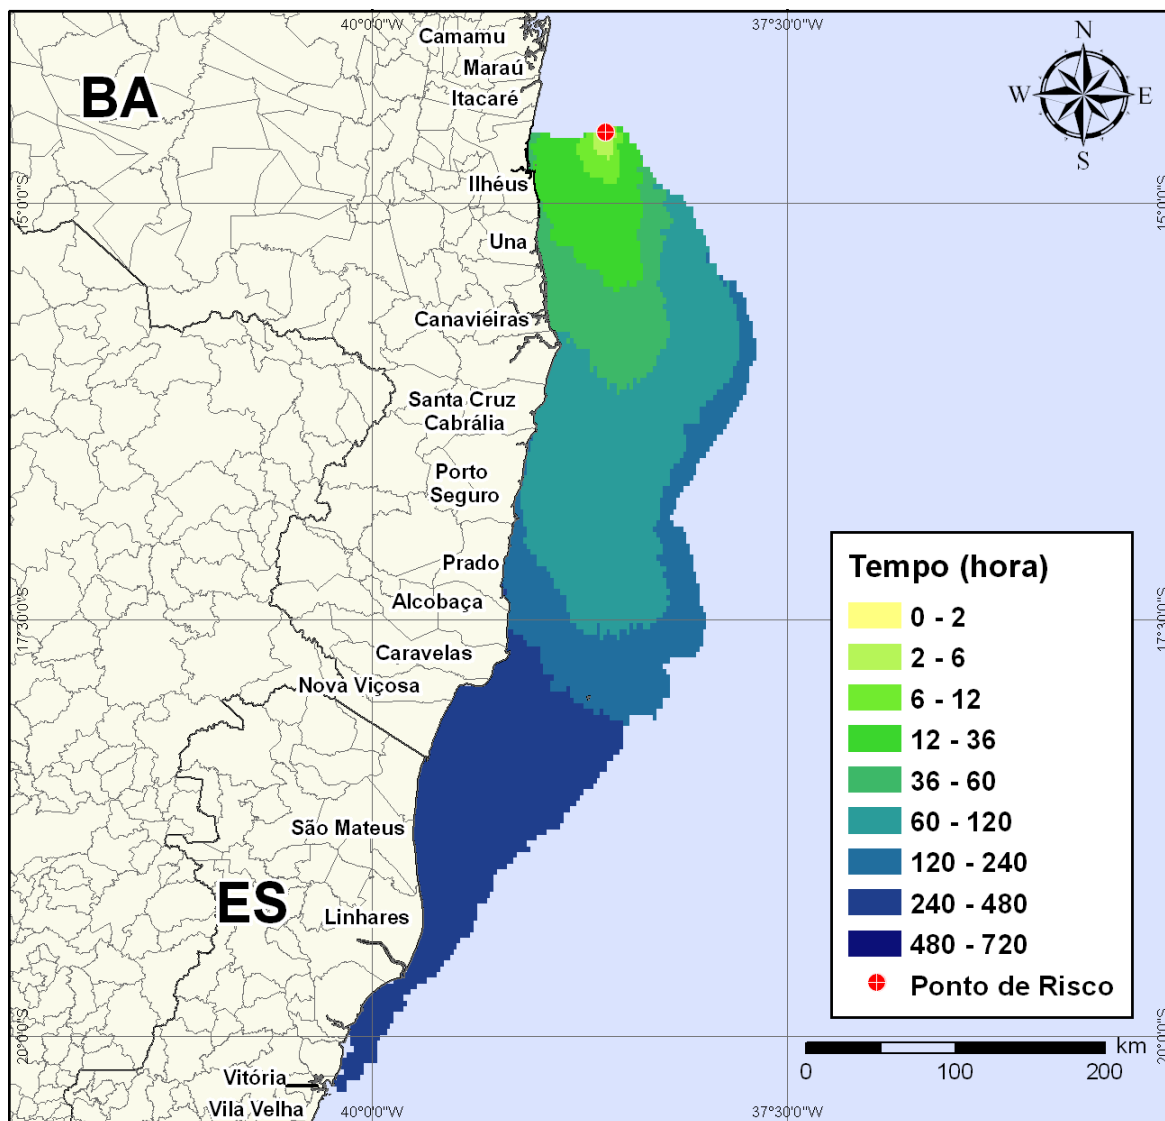 40°0'0"W
37°30'0"W
Camamu
Maraú
Itacaré
BA
N
W
E
S
Ilhéus
15°0'0"S
15°0'0"S
Una
Canavieiras
Santa Cruz
Cabrália
Porto
Seguro
Prado
Alcobaça
17°30'0"S
17°30'0"S
Caravelas
Nova Viçosa
São Mateus
ES
Linhares
20°0'0"S
20°0'0"S
Vitória
Vila Velha
40°0'0"W
37°30'0"W
Tempo (hora)
0 - 2
2 - 6
6 - 12
12 - 36
36 - 60
60 - 120
120 - 240
240 - 480
480 - 720
Ponto de Risco
km
0 100 200